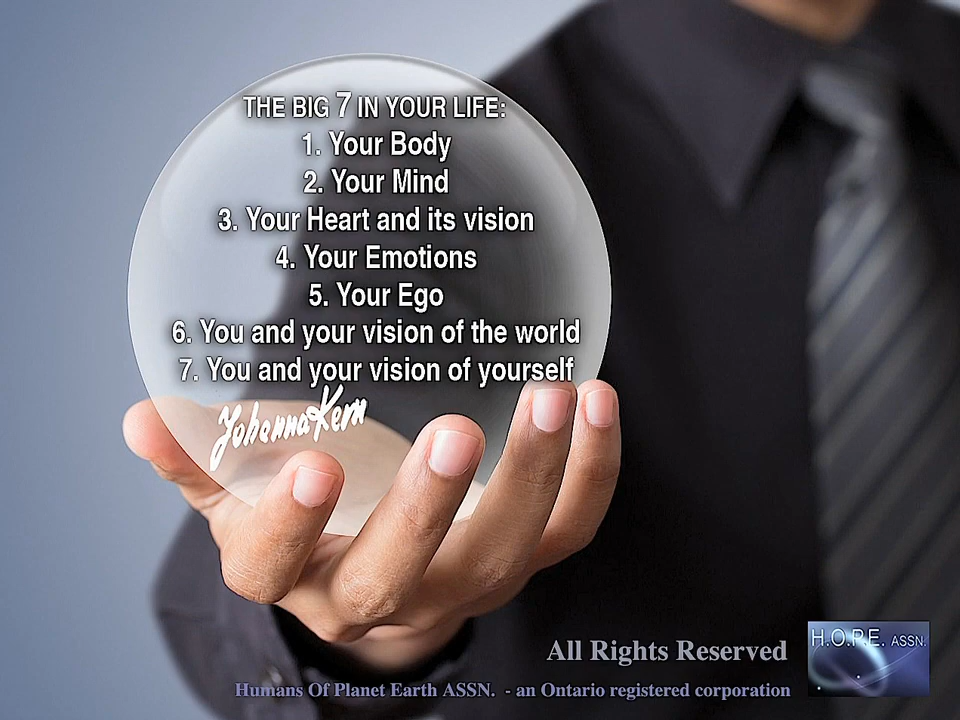 THE BIG 7 IN YOUR LIFE:
1. Your Body
2. Your Mind
3. Your Heart and its vision
4. Your Emotions
5. Your Ego
6. You and your vision of the world
7. You and your vision of yourself
Johanna Kern
All Rights Reserved
H.O.P.E. ASSN.
Humans Of Planet Earth ASSN. - an Ontario registered corporation